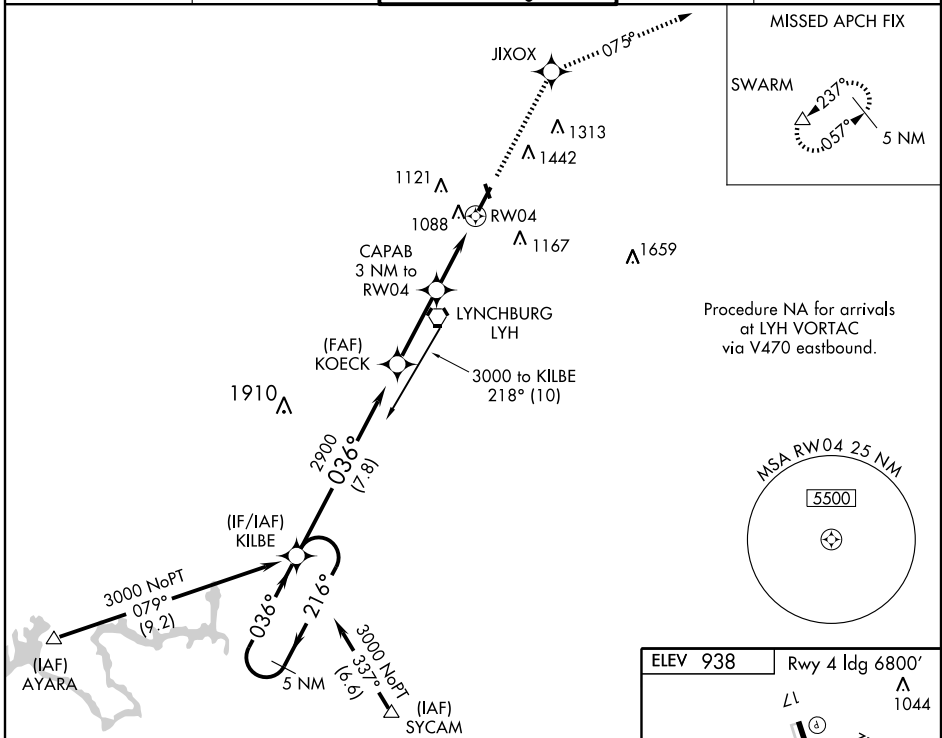 MISSED APCH FIX
JIXOX
075°
SWARM
237°
057°
5 NM
1313
1442
1121
1088
RW04
1167
1659
CAPAB
3 NM to
RW04
LYNCHBURG
LYH
Procedure NA for arrivals
at LYH VORTAC
via V470 eastbound.
(FAF)
KOECK
3000 to KILBE
218° (10)
1910
2900
036°
(7.8)
MSA RW04 25 NM
5500
(IF/IAF)
KILBE
3000 NoPT
079°
(9.2)
036°
216°
5 NM
3000 NoPT
337°
(6.6)
(IAF)
AYARA
(IAF)
SYCAM
ELEV 938
Rwy 4 ldg 6800'
1044
17
P